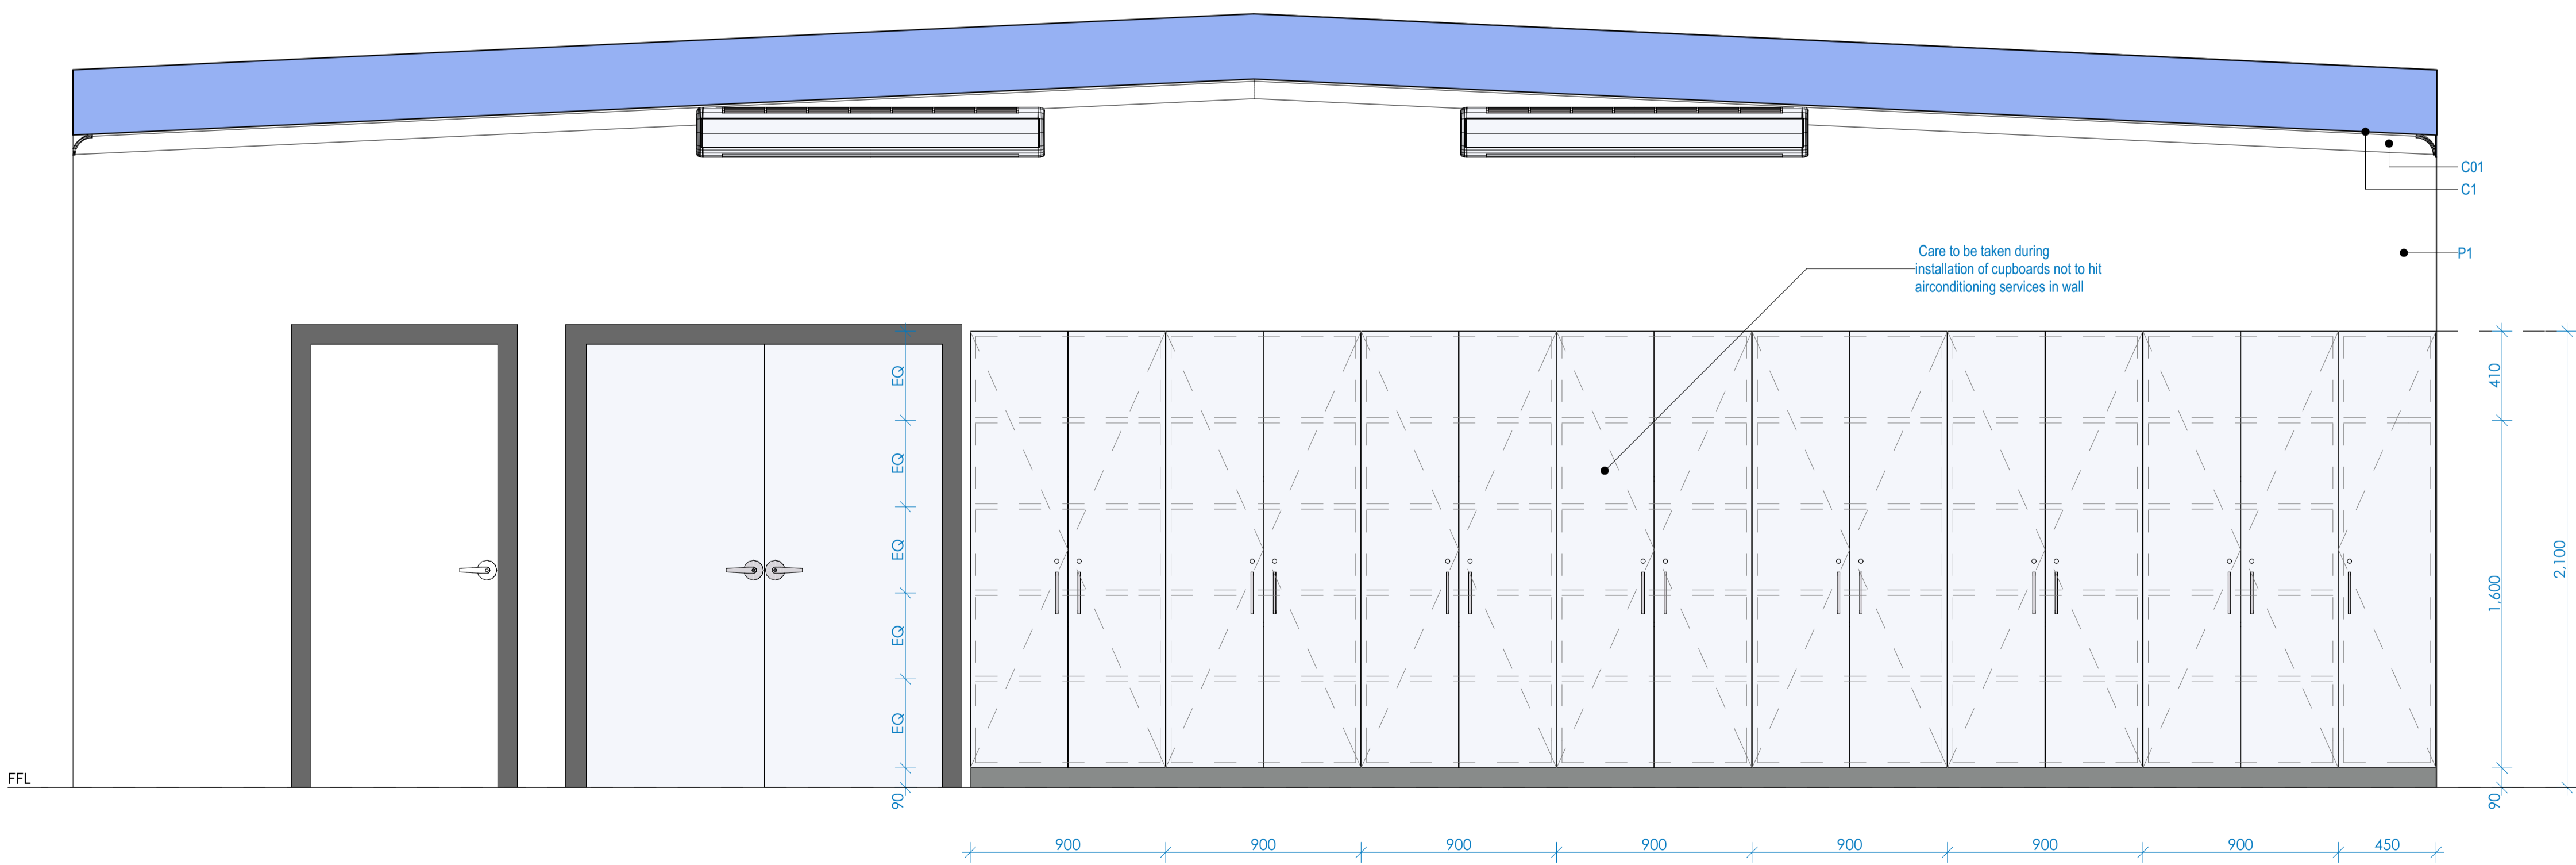 C01
C1
Care to be taken during
installation of cupboards not to hit
airconditioning services in wall
P1
EQ
EQ
EQ
EQ
EQ
90
410
1,600
90
2,100
FFL
900
900
900
900
900
900
900
450